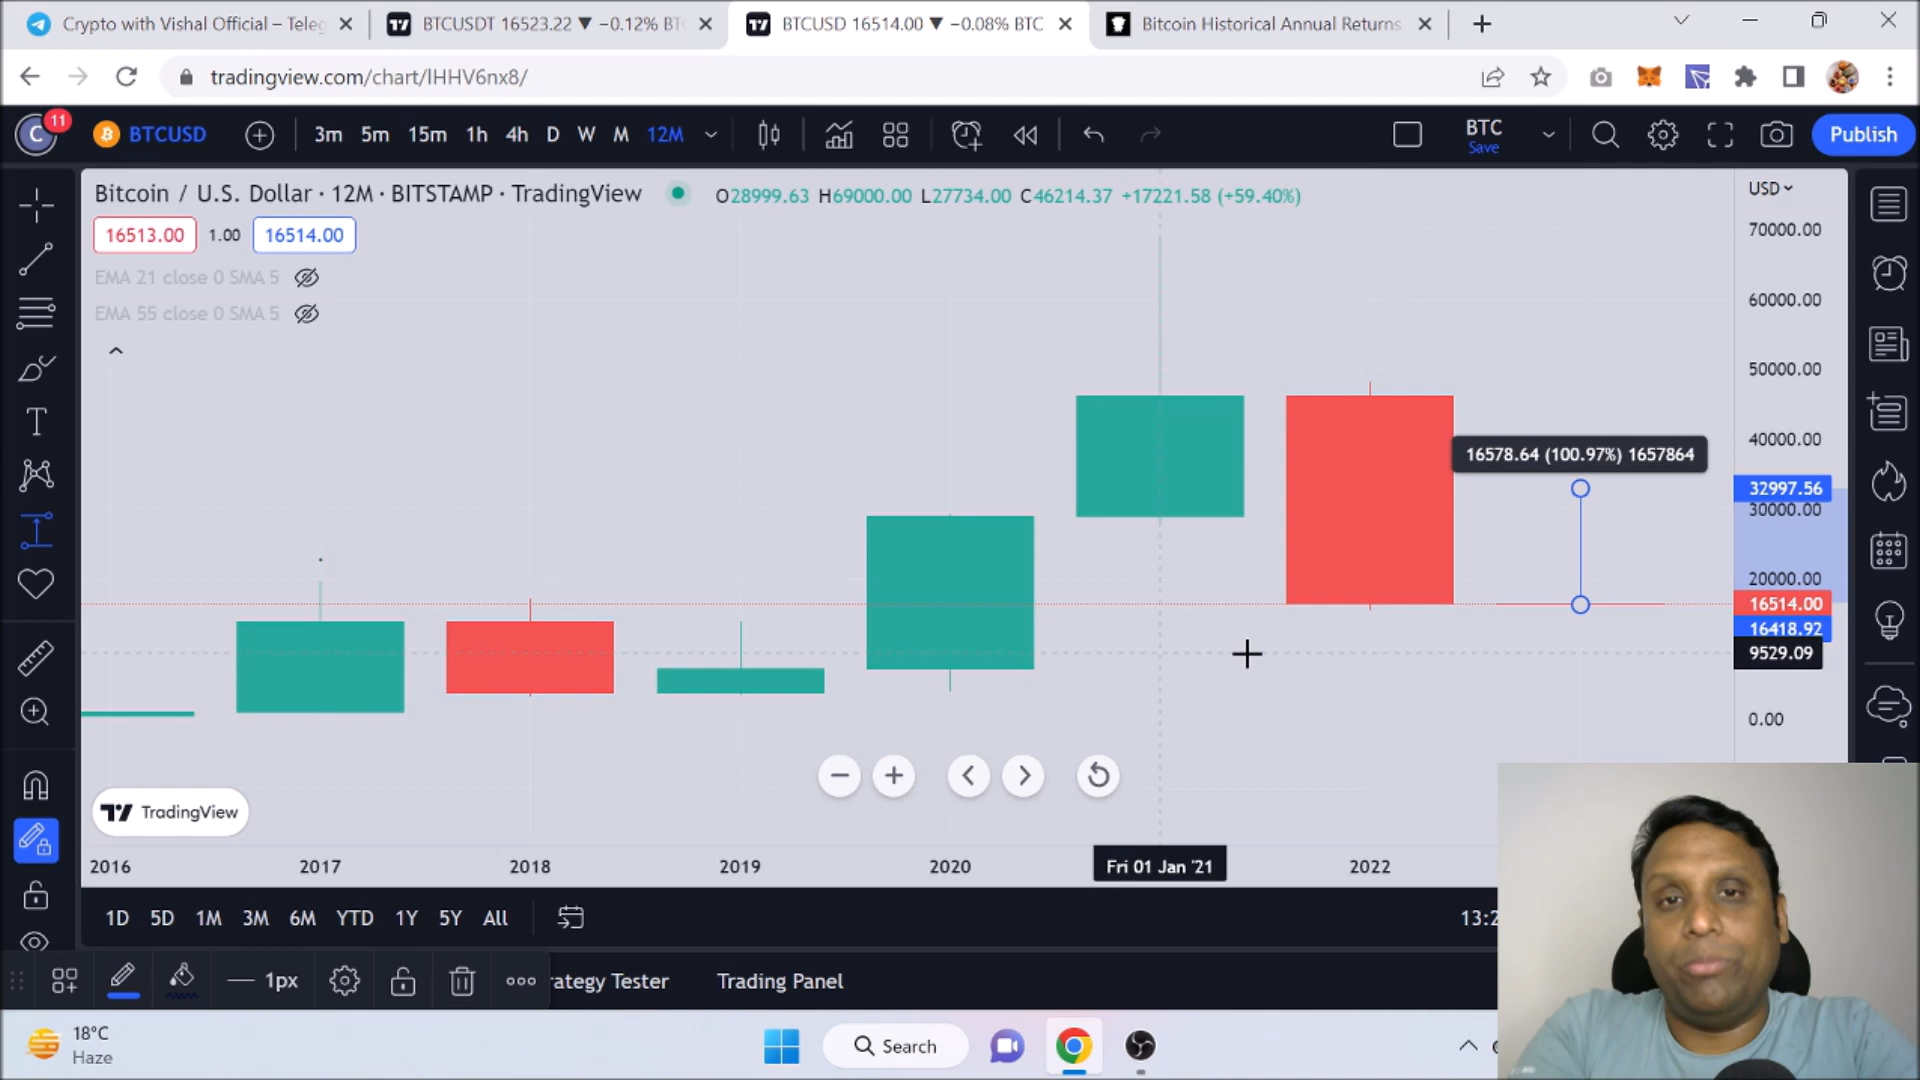 Crypto with Vishal Official – Teleg
BTCUSDT 16523.22 ▼ −0.12% BT
BTCUSD 16514.00 ▼ −0.08% BTC
Bitcoin Historical Annual Returns
tradingview.com/chart/lHHV6nx8/
C
11
BTCUSD
3m 5m 15m 1h 4h D W M 12M
BTC
Save
Publish
Bitcoin / U.S. Dollar · 12M · BITSTAMP · TradingView
O28999.63 H69000.00 L27734.00 C46214.37 +17221.58 (+59.40%)
USD
16513.00 1.00 16514.00
EMA 21 close 0 SMA 5
EMA 55 close 0 SMA 5
70000.00
60000.00
50000.00
40000.00
16578.64 (100.97%) 1657864
32997.56
30000.00
20000.00
16514.00
16418.92
9529.09
0.00
TradingView
2016 2017 2018 2019 2020 Fri 01 Jan '21 2022
1D 5D 1M 3M 6M YTD 1Y 5Y All
13:2
1px
rategy Tester
Trading Panel
18°C
Haze
Search